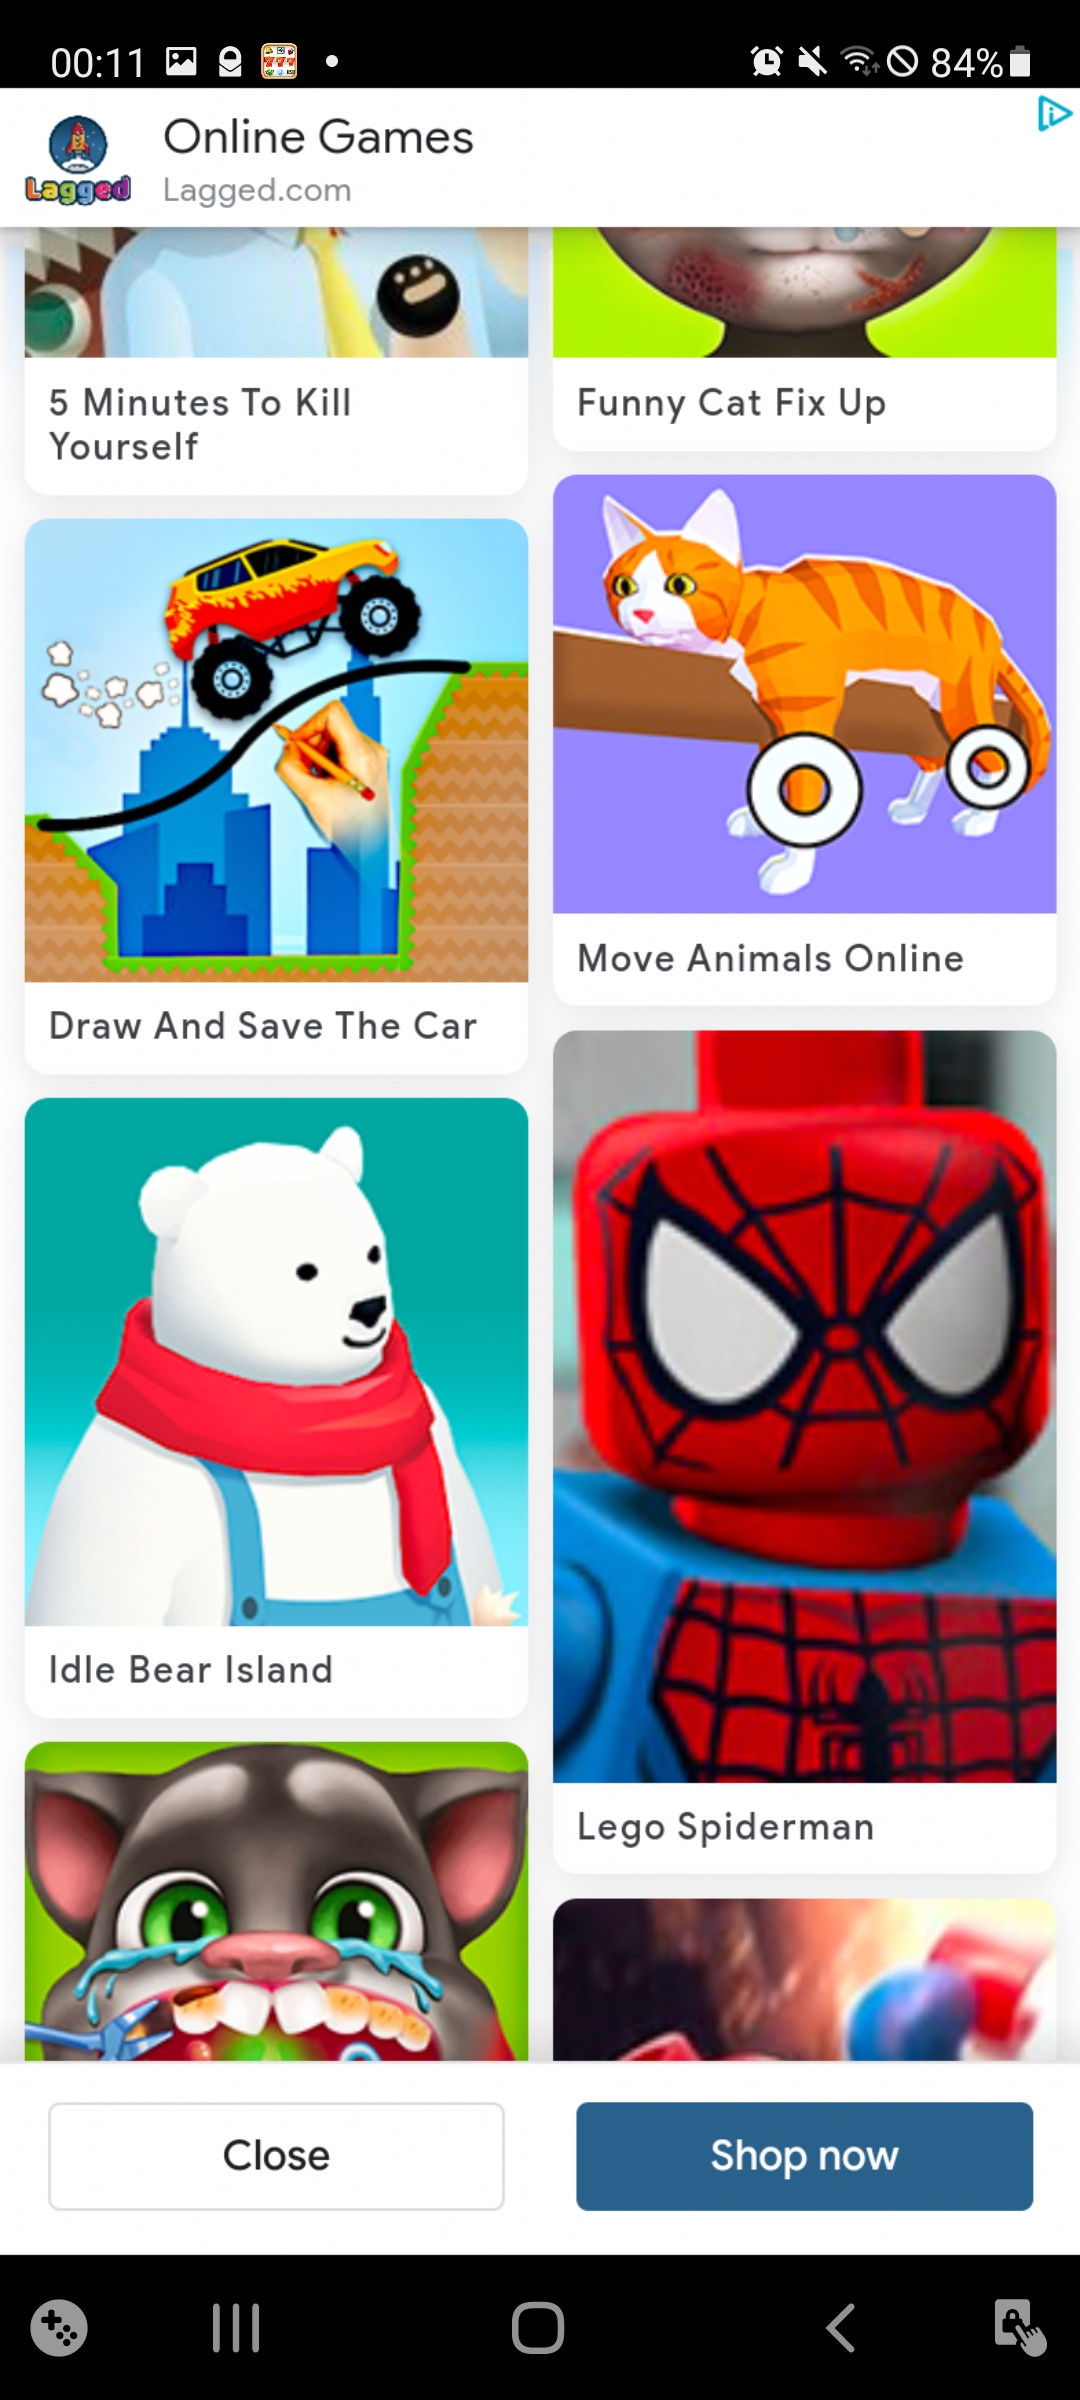 00:11
84%
Lagged
Online Games
Lagged.com
5 Minutes To Kill
Yourself
Funny Cat Fix Up
Draw And Save The Car
Move Animals Online
Idle Bear Island
Lego Spiderman
Close
Shop now